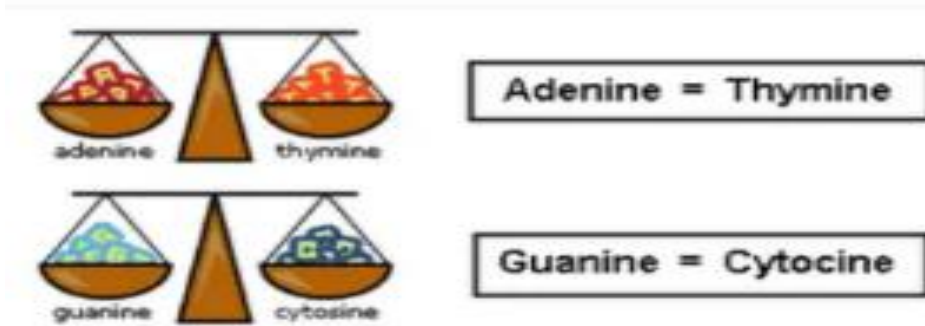 adenine thymine
Adenine = Thymine
guanine cytosine
Guanine = Cytocine